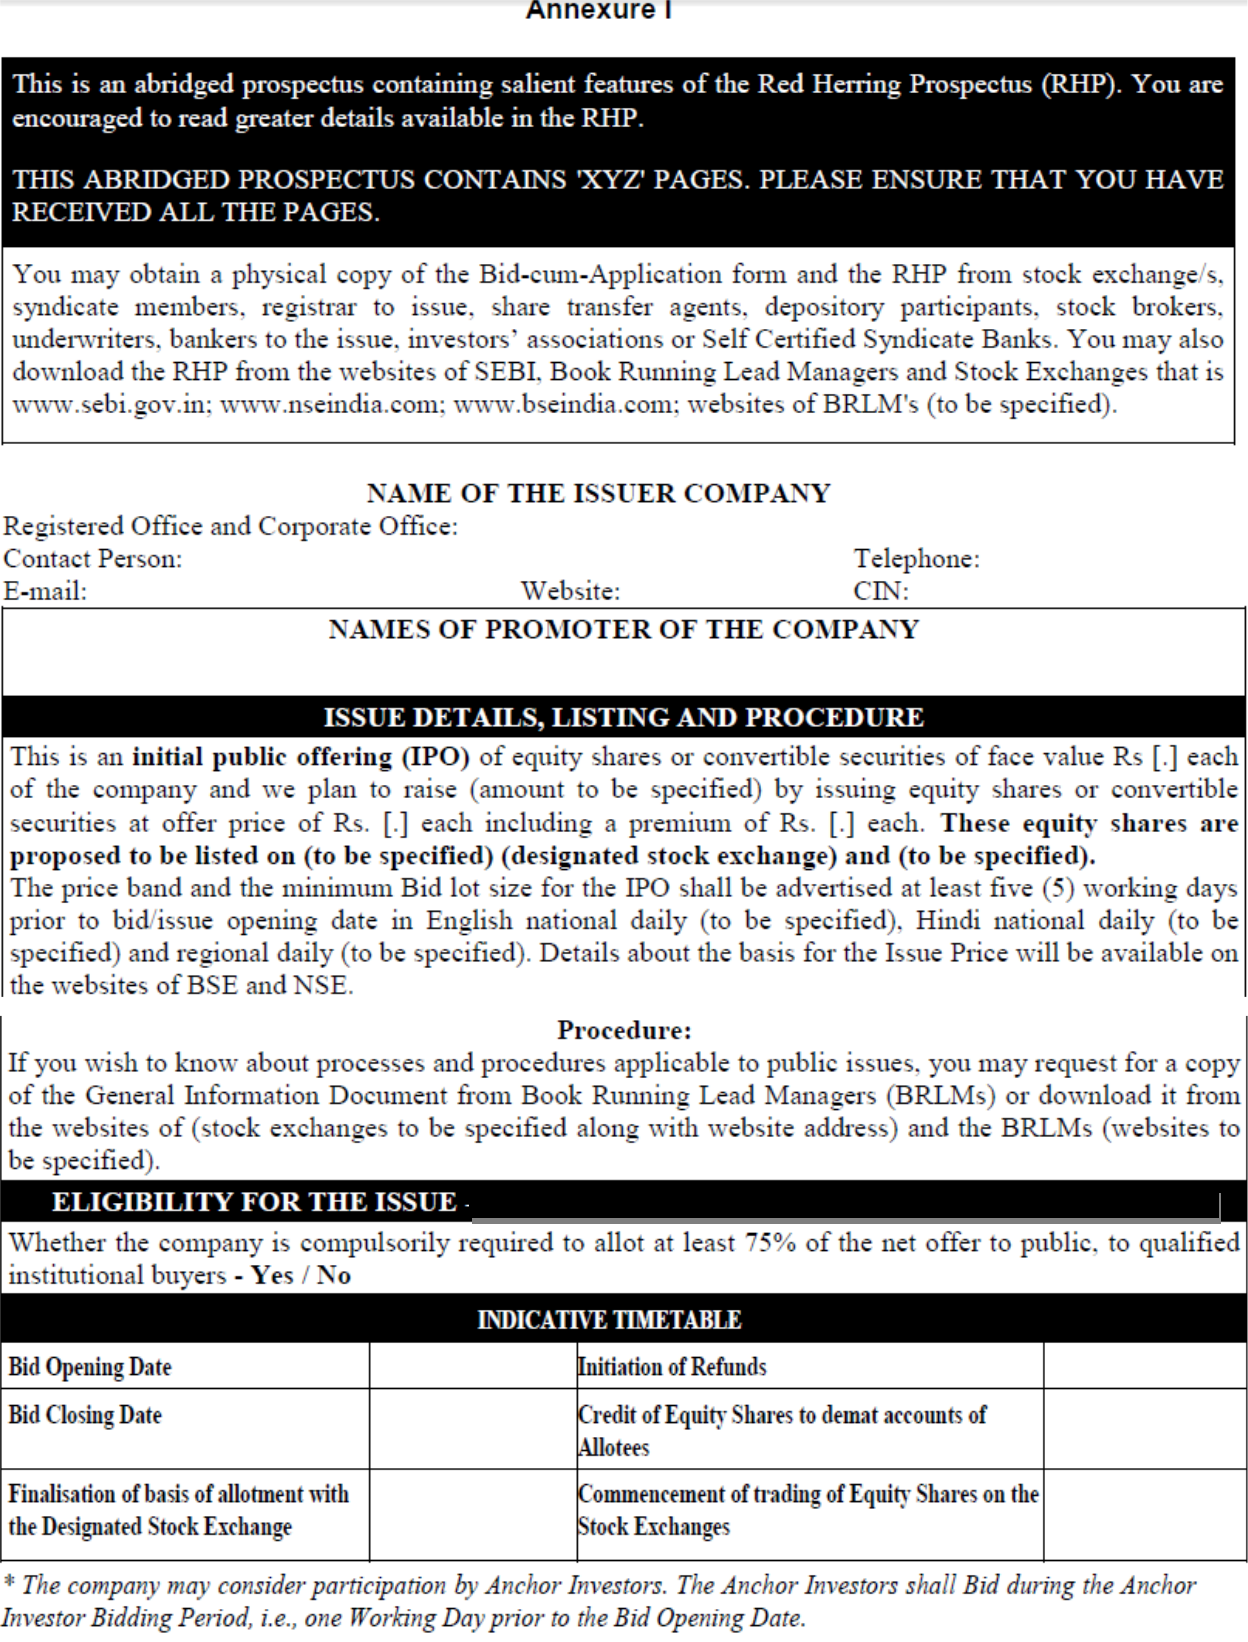 Annexure I
This is an abridged prospectus containing salient features of the Red Herring Prospectus (RHP). You are
encouraged to read greater details available in the RHP.
THIS ABRIDGED PROSPECTUS CONTAINS 'XYZ' PAGES. PLEASE ENSURE THAT YOU HAVE
RECEIVED ALL THE PAGES.
You may obtain a physical copy of the Bid-cum-Application form and the RHP from stock exchange/s,
syndicate members, registrar to issue, share transfer agents, depository participants, stock brokers,
underwriters, bankers to the issue, investors’ associations or Self Certified Syndicate Banks. You may also
download the RHP from the websites of SEBI, Book Running Lead Managers and Stock Exchanges that is
www.sebi.gov.in; www.nseindia.com; www.bseindia.com; websites of BRLM's (to be specified).
NAME OF THE ISSUER COMPANY
Registered Office and Corporate Office:
Contact Person: Telephone:
E-mail: Website: CIN:
NAMES OF PROMOTER OF THE COMPANY
ISSUE DETAILS, LISTING AND PROCEDURE
This is an initial public offering (IPO) of equity shares or convertible securities of face value Rs [.] each
of the company and we plan to raise (amount to be specified) by issuing equity shares or convertible
securities at offer price of Rs. [.] each including a premium of Rs. [.] each. These equity shares are
proposed to be listed on (to be specified) (designated stock exchange) and (to be specified).
The price band and the minimum Bid lot size for the IPO shall be advertised at least five (5) working days
prior to bid/issue opening date in English national daily (to be specified), Hindi national daily (to be
specified) and regional daily (to be specified). Details about the basis for the Issue Price will be available on
the websites of BSE and NSE.
Procedure:
If you wish to know about processes and procedures applicable to public issues, you may request for a copy
of the General Information Document from Book Running Lead Managers (BRLMs) or download it from
the websites of (stock exchanges to be specified along with website address) and the BRLMs (websites to
be specified).
ELIGIBILITY FOR THE ISSUE -
Whether the company is compulsorily required to allot at least 75% of the net offer to public, to qualified
institutional buyers - Yes / No
INDICATIVE TIMETABLE
Bid Opening Date Initiation of Refunds
Bid Closing Date Credit of Equity Shares to demat accounts of
Allotees
Finalisation of basis of allotment with Commencement of trading of Equity Shares on the
the Designated Stock Exchange Stock Exchanges
* The company may consider participation by Anchor Investors. The Anchor Investors shall Bid during the Anchor
Investor Bidding Period, i.e., one Working Day prior to the Bid Opening Date.